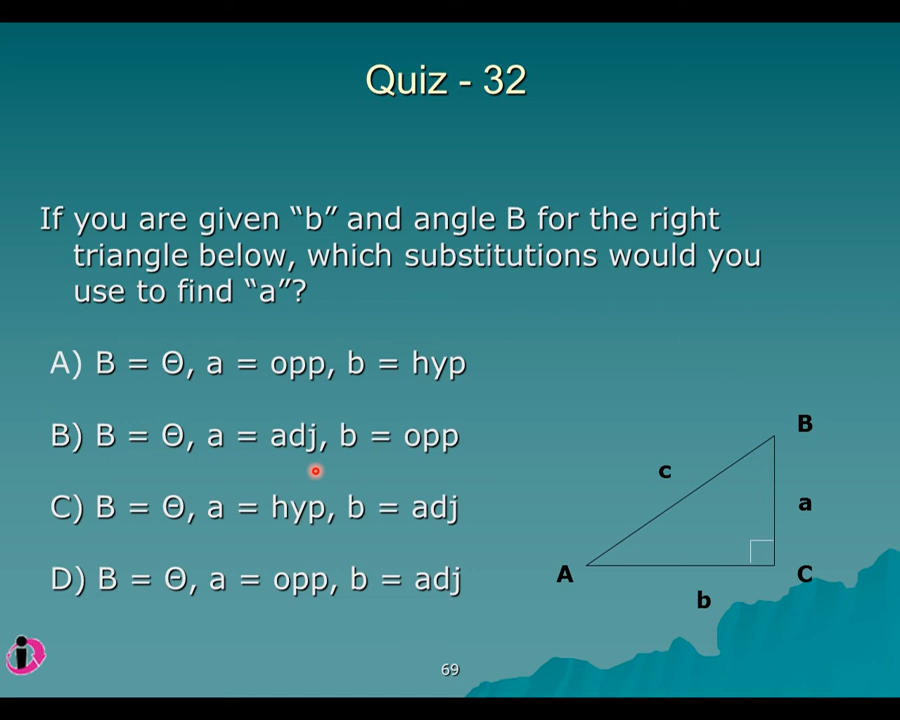 Quiz - 32
If you are given “b” and angle B for the right
triangle below, which substitutions would you
use to find “a”?
A) B = Θ, a = opp, b = hyp
B) B = Θ, a = adj, b = opp
C) B = Θ, a = hyp, b = adj
D) B = Θ, a = opp, b = adj
B
c
a
A
C
b
i
69